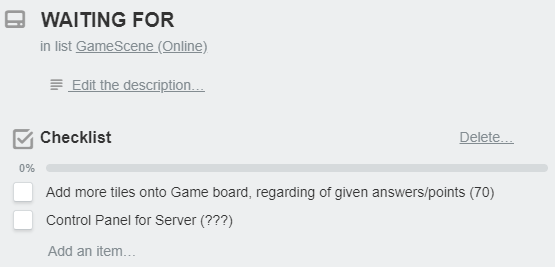 WAITING FOR
in list GameScene (Online)
Edit the description…
Checklist
Delete…
0%
Add more tiles onto Game board, regarding of given answers/points (70)
Control Panel for Server (???)
Add an item…